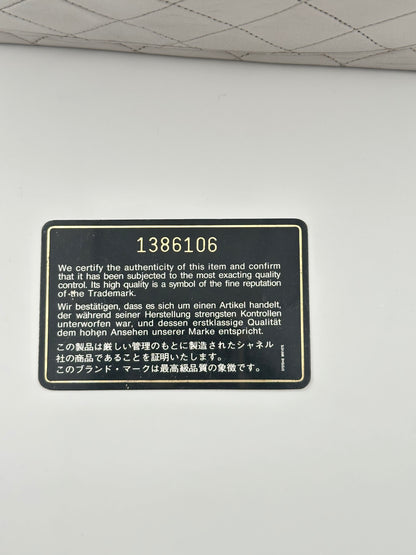 1386106
We certify the authenticity of this item and confirm
that it has been subjected to the most exacting quality
control. Its high quality is a symbol of the fine reputation
of the Trademark.
Wir bestätigen, dass es sich um einen Artikel handelt,
der während seiner Herstellung strengsten Kontrollen
unterworfen war, und dessen erstklassige Qualität
dem hohen Ansehen unserer Marke entspricht.
この製品は厳しい管理のもとに製造されたシャネル
社の商品であることを証明いたします。
このブランド・マークは最高級品質の象徴です。